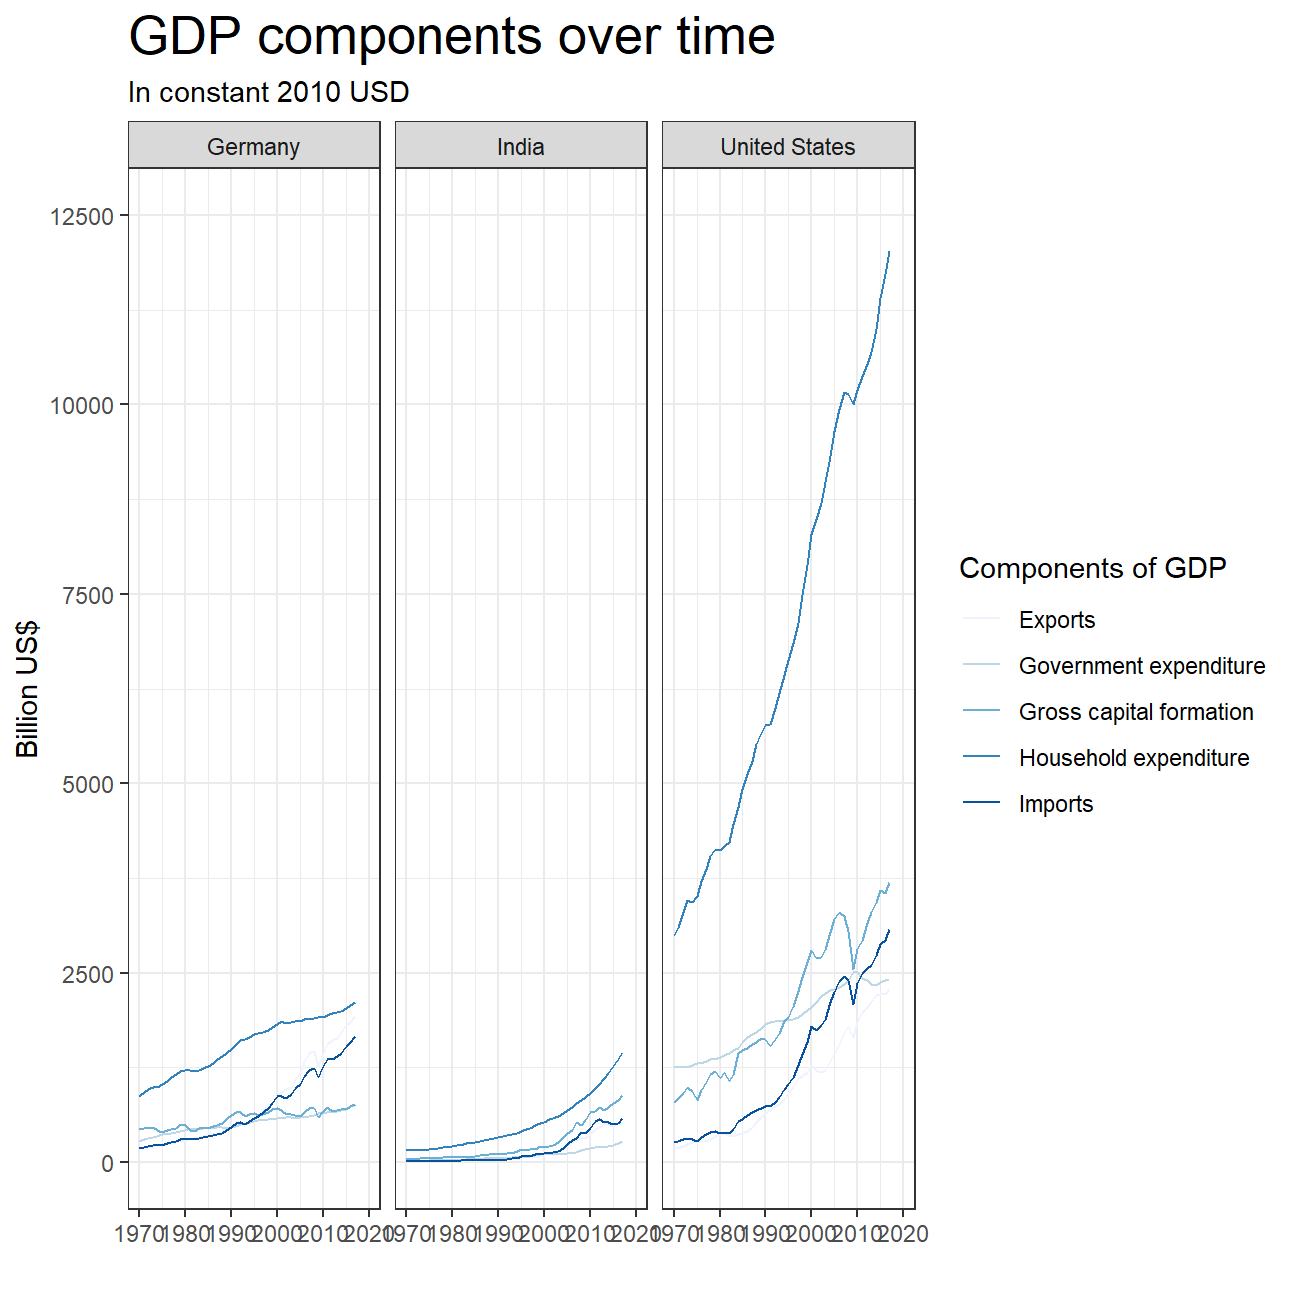 GDP components over time
In constant 2010 USD
Germany
India
United States
Billion US$
12500
10000
7500
5000
2500
0
1970 1980 1990 2000 2010 2020
1970 1980 1990 2000 2010 2020
1970 1980 1990 2000 2010 2020
Components of GDP
Exports
Government expenditure
Gross capital formation
Household expenditure
Imports